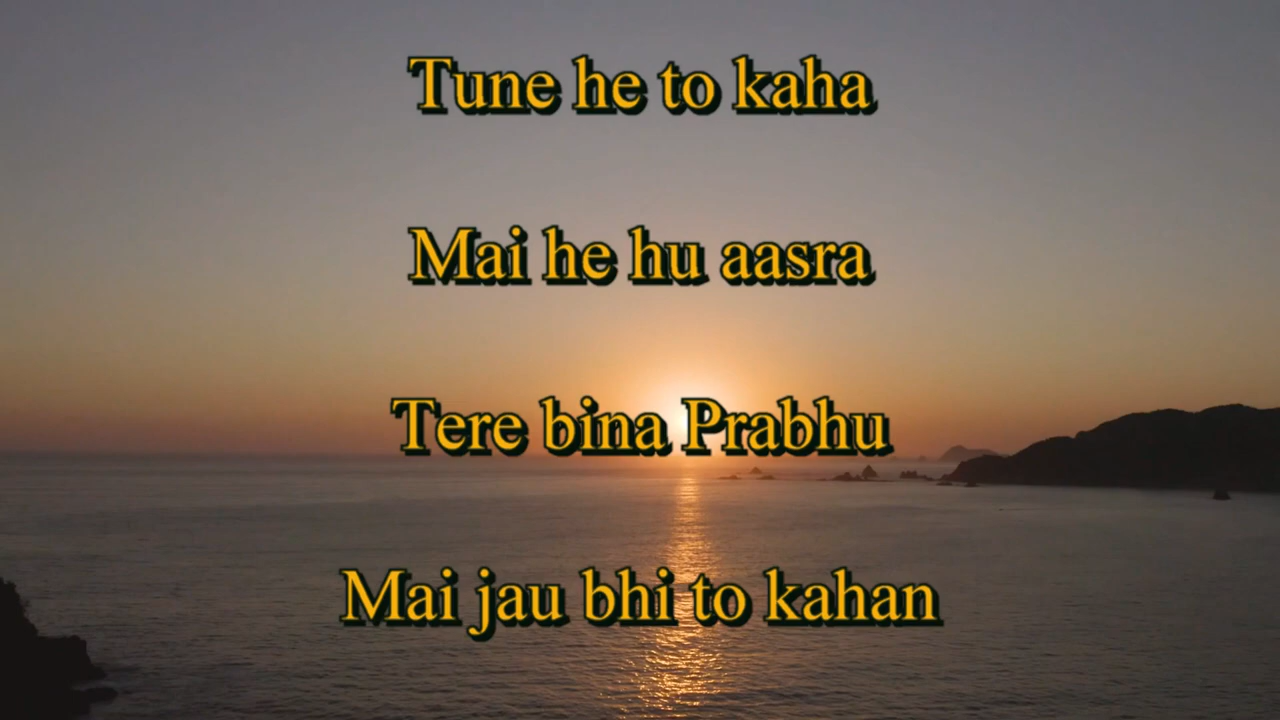 Tune he to kaha
Mai he hu aasra
Tere bina Prabhu
Mai jau bhi to kahan